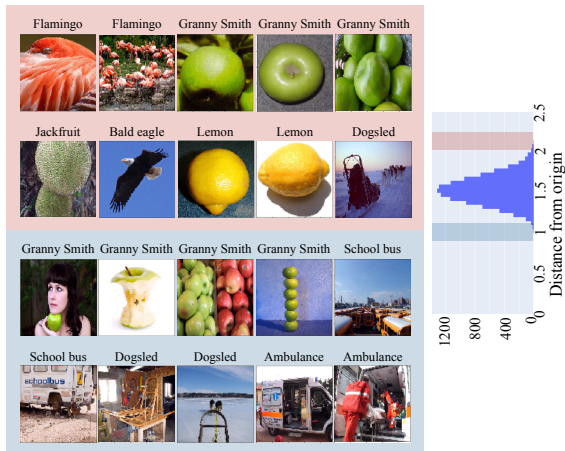 Flamingo Flamingo Granny Smith Granny Smith Granny Smith
Jackfruit Bald eagle Lemon Lemon Dogsled
Granny Smith Granny Smith Granny Smith Granny Smith School bus
School bus Dogsled Dogsled Ambulance Ambulance
schoolbus
2.5
2
1.5
1
0.5
0
Distance from origin
1200
800
400
0